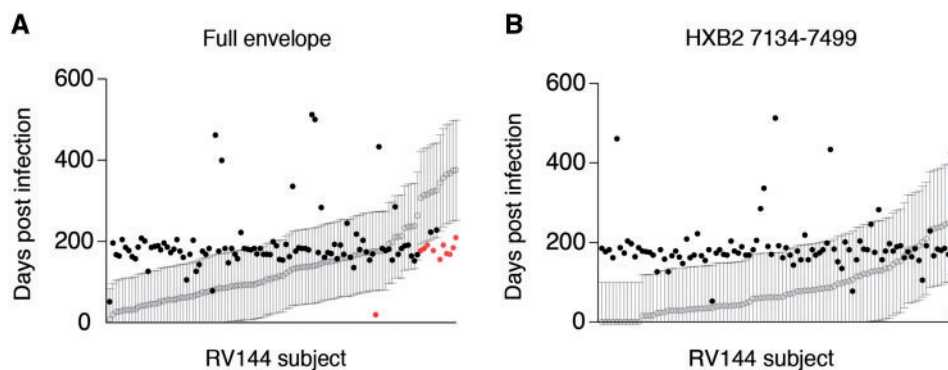 A
Full envelope
Days post infection
600
400
200
0
RV144 subject
B
HXB2 7134-7499
Days post infection
600
400
200
0
RV144 subject